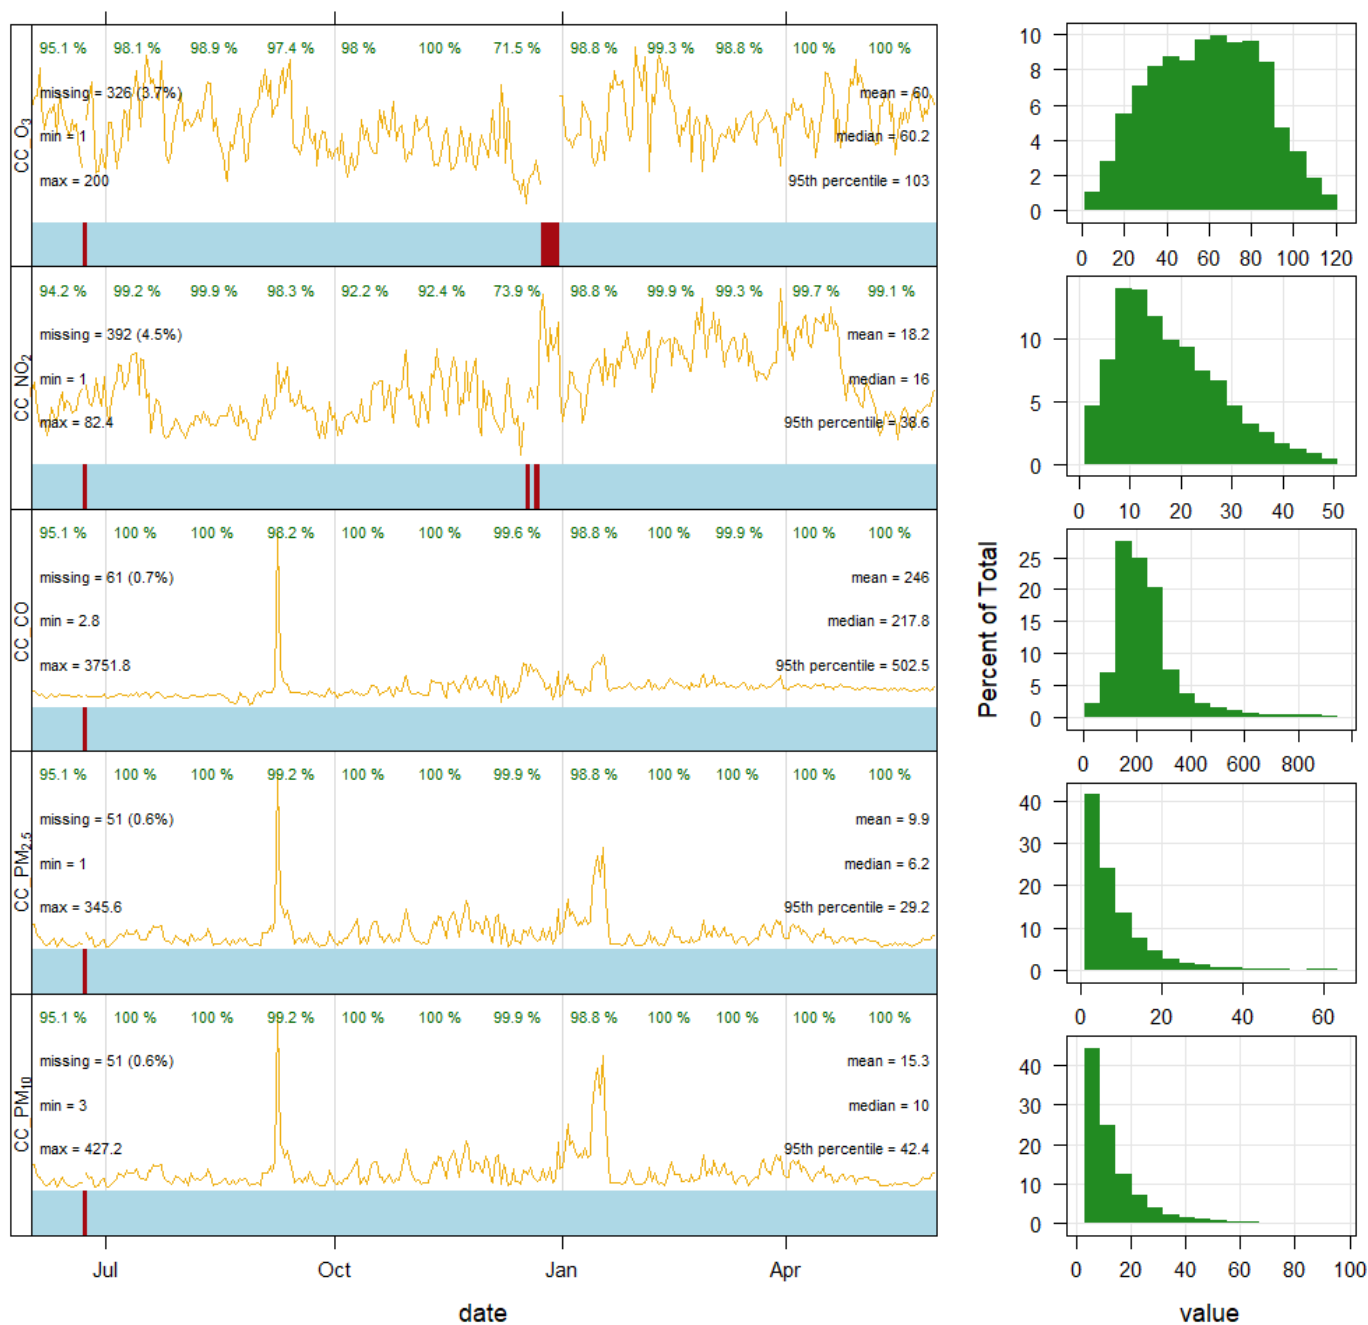 95.1 % 98.1 % 98.9 % 97.4 % 98 % 100 % 71.5 % 98.8 % 99.3 % 98.8 % 100 % 100 %
missing = 326 (3.7%) mean = 60
min = 1 median = 60.2
max = 200 95th percentile = 103
CC_O3
94.2 % 99.2 % 99.9 % 98.3 % 92.2 % 92.4 % 73.9 % 98.8 % 99.9 % 99.3 % 99.7 % 99.1 %
missing = 392 (4.5%) mean = 18.2
min = 1 median = 16
max = 82.4 95th percentile = 38.6
CC_NO2
95.1 % 100 % 100 % 98.2 % 100 % 100 % 99.6 % 98.8 % 100 % 99.9 % 100 % 100 %
missing = 61 (0.7%) mean = 246
min = 2.8 median = 217.8
max = 3751.8 95th percentile = 502.5
CC_CO
95.1 % 100 % 100 % 99.2 % 100 % 100 % 99.9 % 98.8 % 100 % 100 % 100 % 100 %
missing = 51 (0.6%) mean = 9.9
min = 1 median = 6.2
max = 345.6 95th percentile = 29.2
CC_PM2.5
95.1 % 100 % 100 % 99.2 % 100 % 100 % 99.9 % 98.8 % 100 % 100 % 100 % 100 %
missing = 51 (0.6%) mean = 15.3
min = 3 median = 10
max = 427.2 95th percentile = 42.4
CC_PM10
Jul Oct Jan Apr
date
10
8
6
4
2
0
0 20 40 60 80 100 120
10
5
0
0 10 20 30 40 50
Percent of Total
25
20
15
10
5
0
0 200 400 600 800
40
30
20
10
0
0 20 40 60
40
30
20
10
0
0 20 40 60 80 100
value